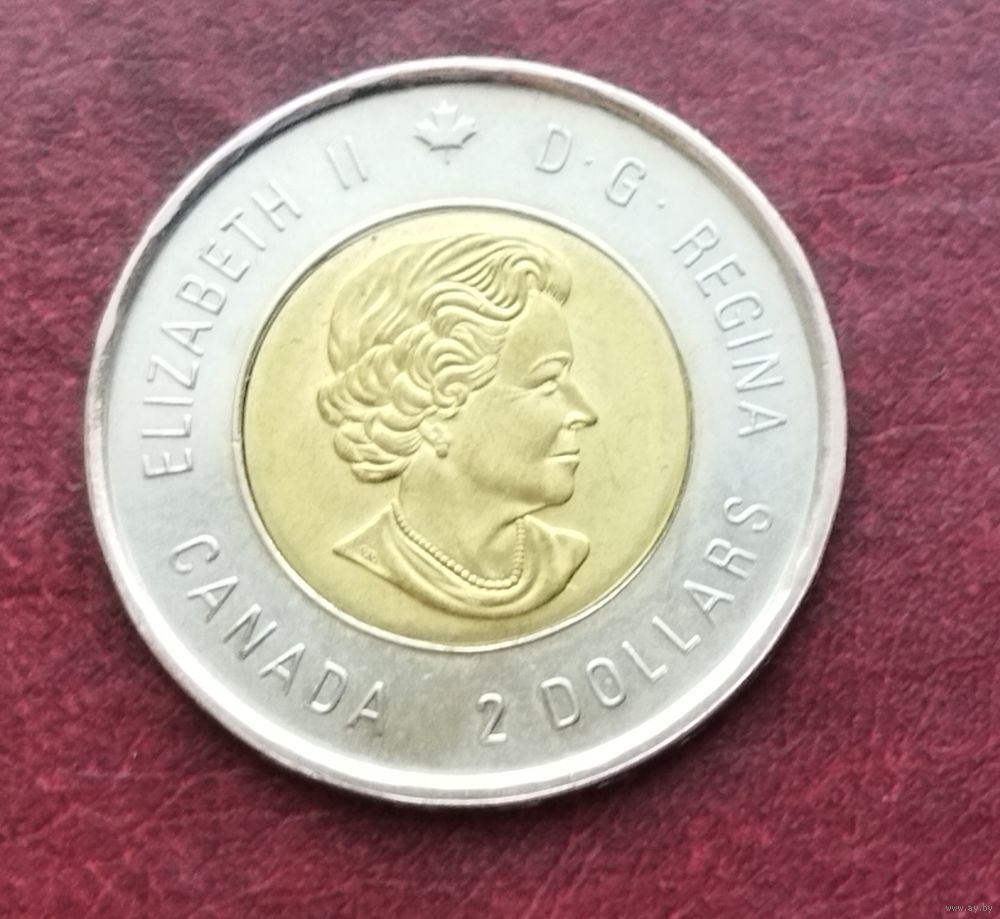 ELIZABETH II D·G·REGINA
CANADA 2 DOLLARS
www.ay.by